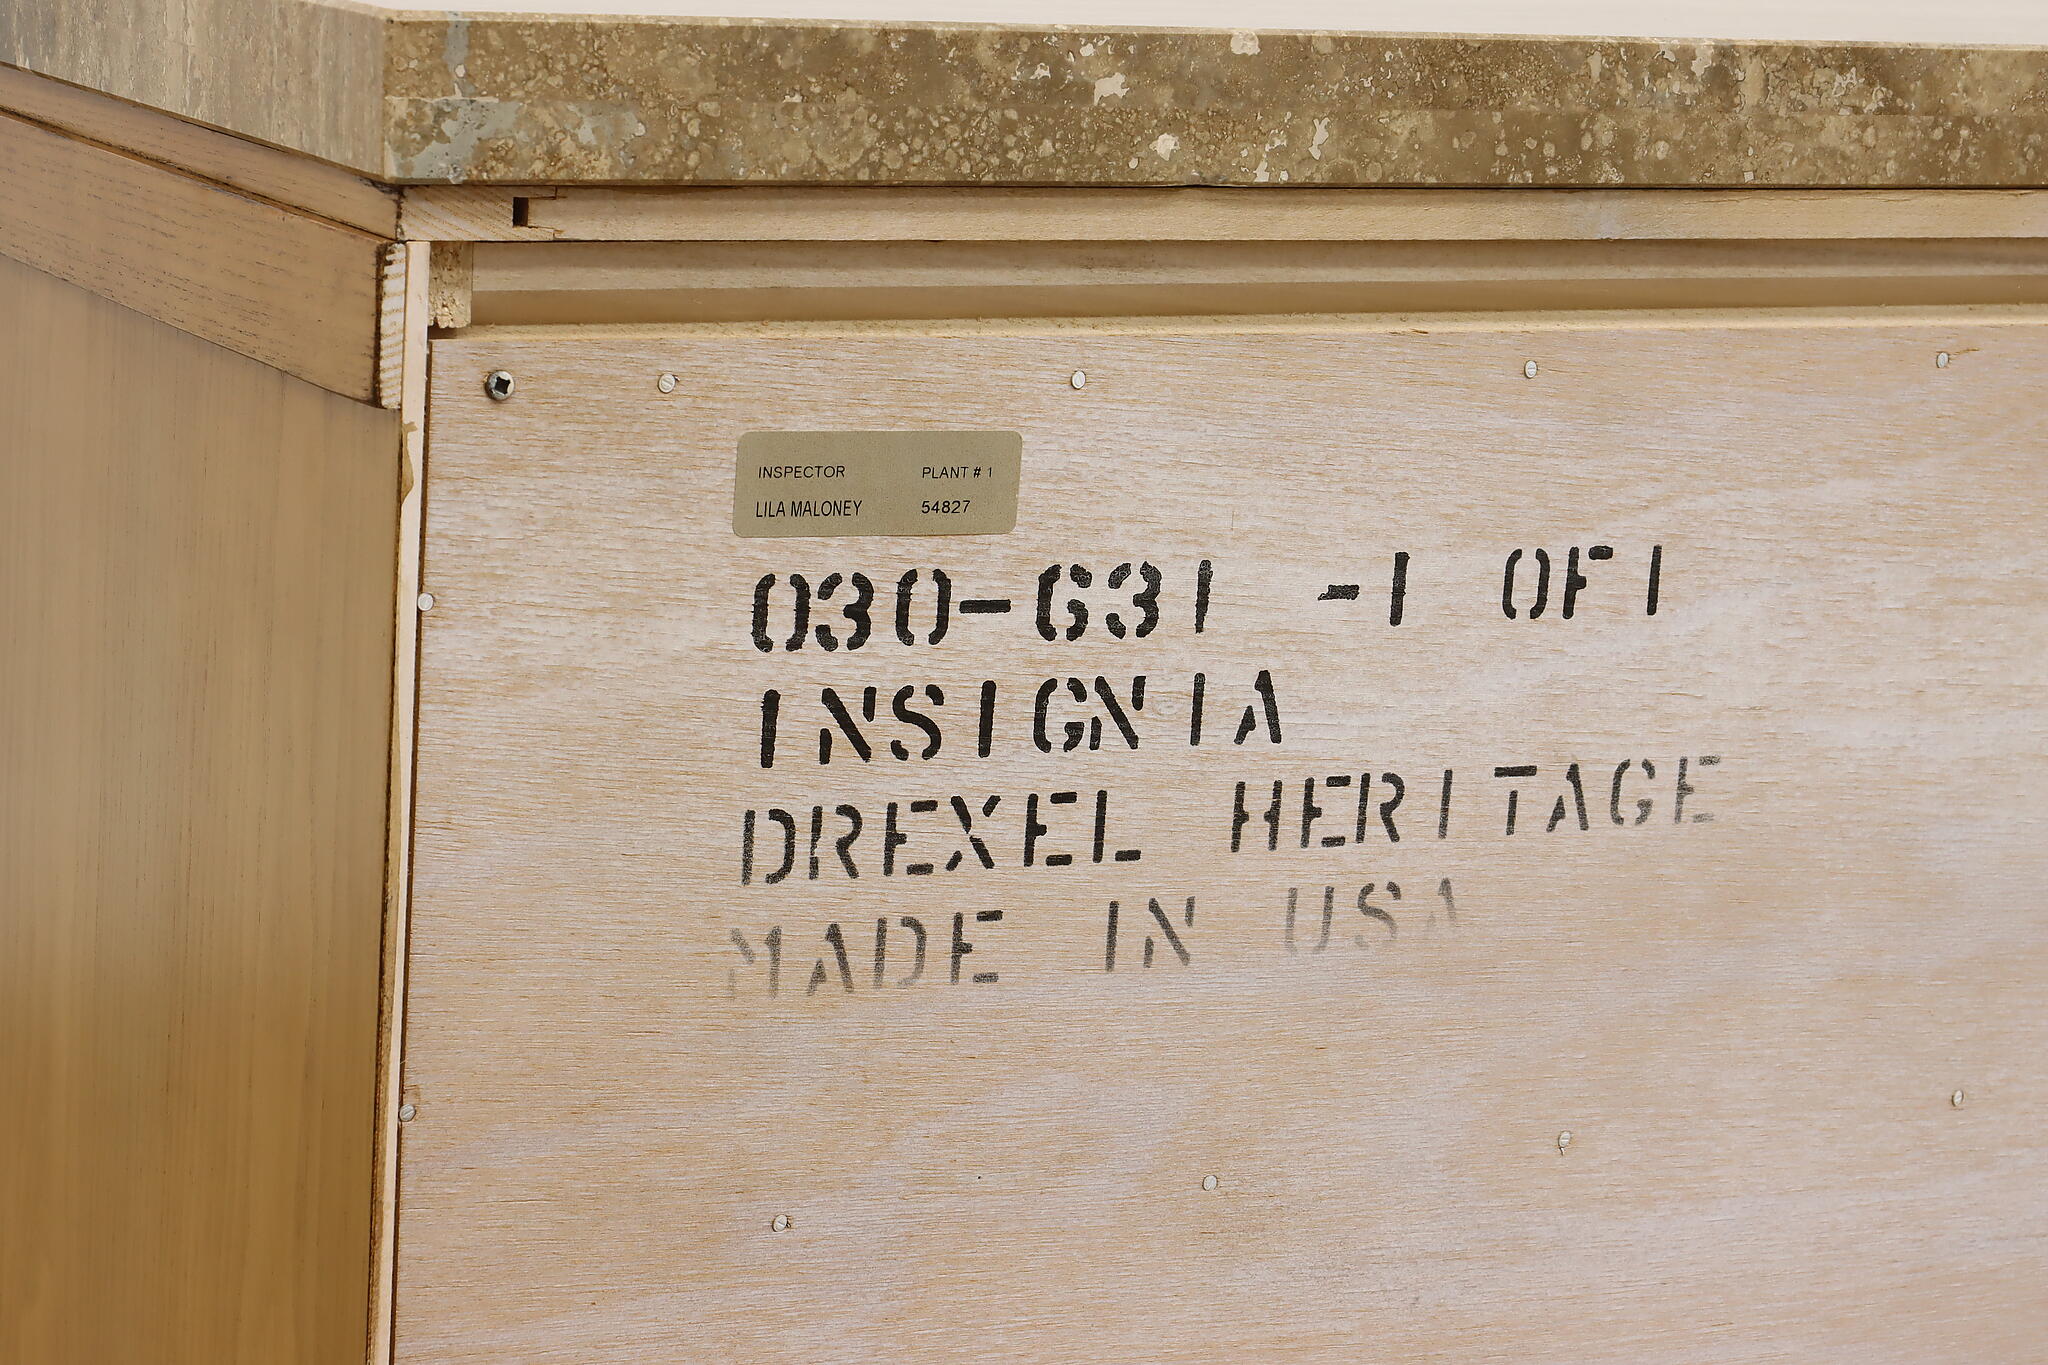 INSPECTOR PLANT # 1
LILA MALONEY 54827
030-631 -1 OF 1
INSIGNIA
DREXEL HERITAGE
MADE IN USA